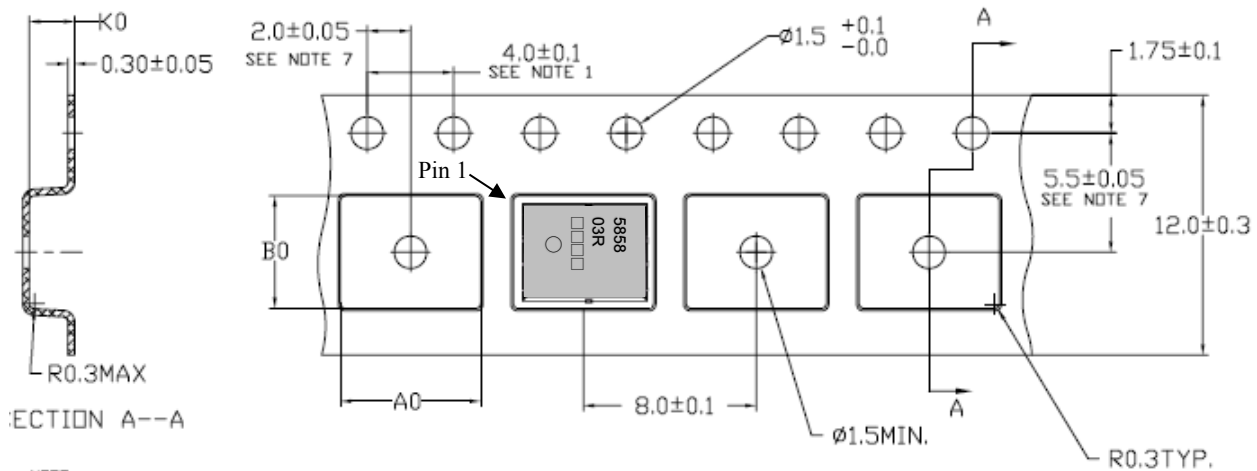 K0
0.30±0.05
2.0±0.05
SEE NOTE 7
4.0±0.1
SEE NOTE 1
Ø1.5 +0.1
-0.0
A
1.75±0.1
Pin 1
5858
03R
B0
5.5±0.05
SEE NOTE 7
12.0±0.3
R0.3MAX
A0
8.0±0.1
A
Ø1.5MIN.
R0.3TYP.
ECTION A--A